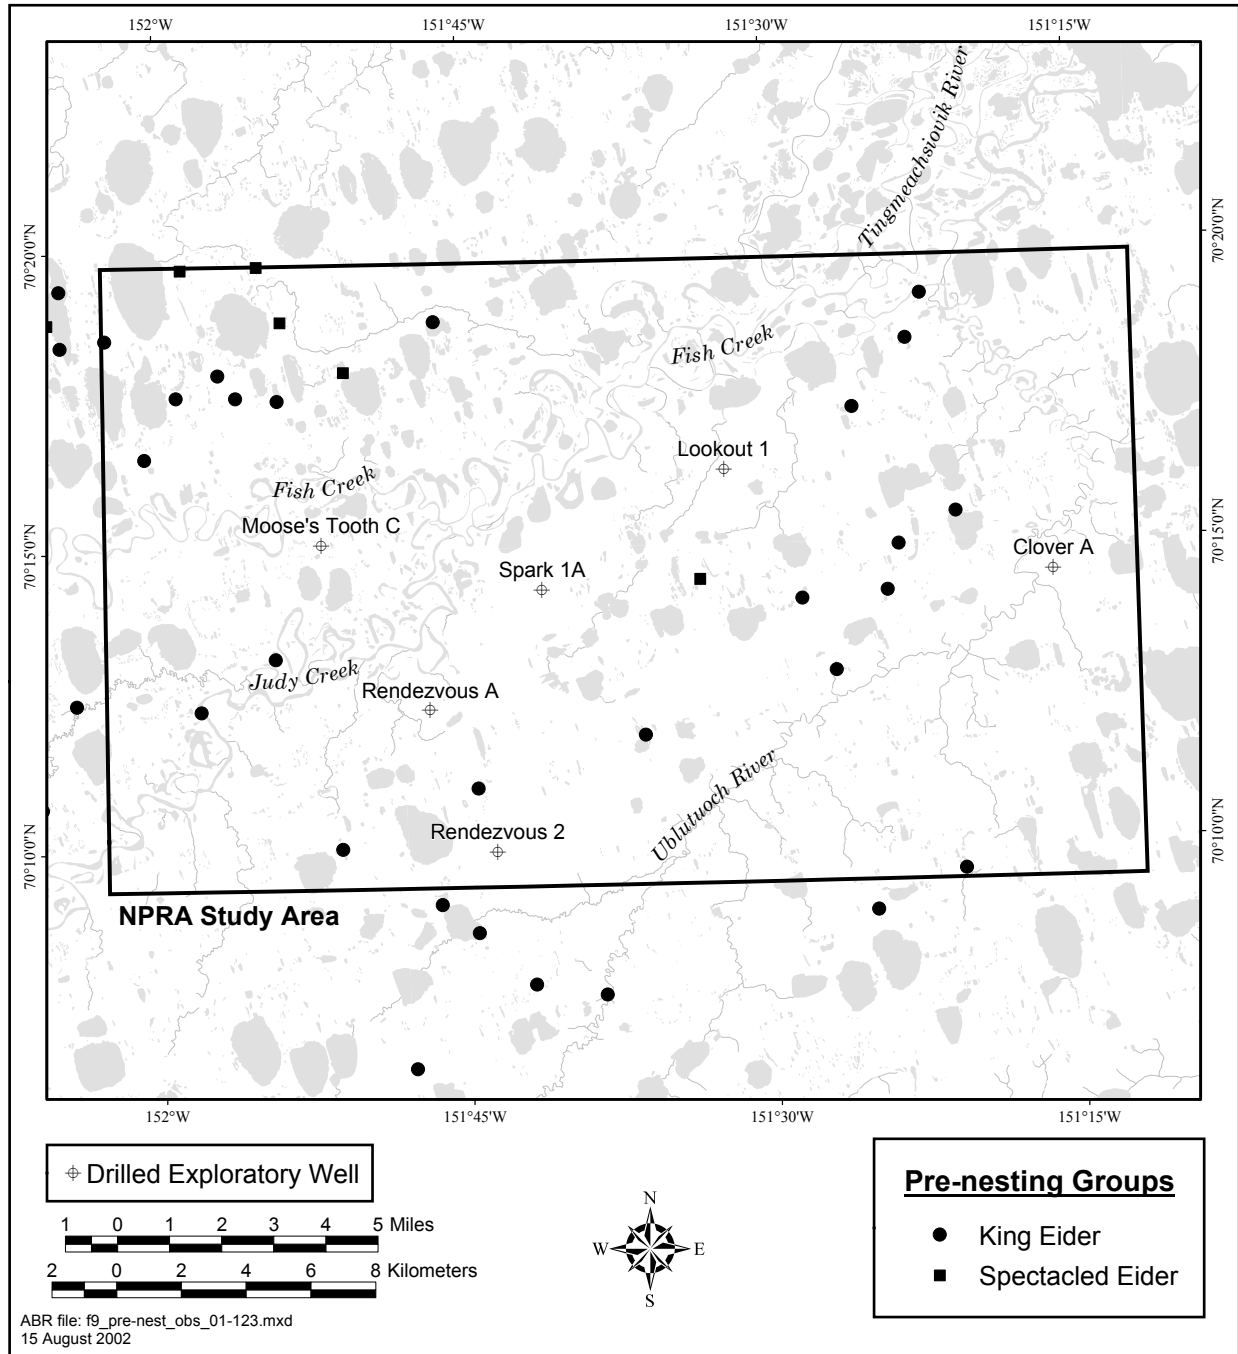 152°W 151°45'W 151°30'W 151°15'W
Tingmeachsiovik River
70°20'0"N 70°20'0"N
Fish Creek
Lookout 1
Fish Creek
Moose's Tooth C
70°15'0"N 70°15'0"N
Clover A
Spark 1A
Judy Creek
Rendezvous A
Ublutuoch River
Rendezvous 2
70°10'0"N 70°10'0"N
NPRA Study Area
152°W 151°45'W 151°30'W 151°15'W
Drilled Exploratory Well
1 0 1 2 3 4 5 Miles
2 0 2 4 6 8 Kilometers
ABR file: f9_pre-nest_obs_01-123.mxd
15 August 2002
N
W E
S
Pre-nesting Groups
King Eider
Spectacled Eider